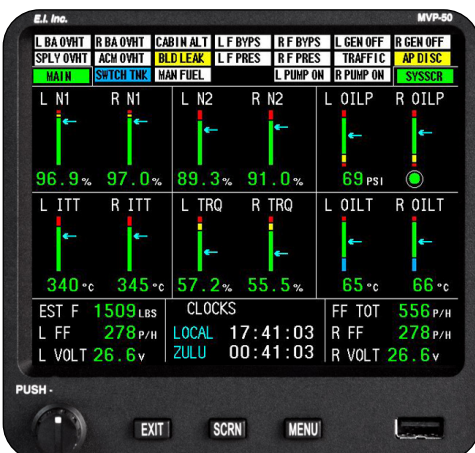 E.I. Inc. MVP-50
L BA OVHT R BA OVHT CABIN ALT L F BYPS R F BYPS L GEN OFF R GEN OFF
SPLY OVHT ACM OVHT BLD LEAK L F PRES R F PRES TRAFFIC AP DISC
MAIN SWTCH TNK MAN FUEL L PUMP ON R PUMP ON SYSSCR
L N1 R N1 L N2 R N2 L OILP R OILP
96.9% 97.0% 89.3% 91.0% 69 PSI
L ITT R ITT L TRQ R TRQ L OILT R OILT
340 °C 345 °C 57.2% 55.5% 65 °C 66 °C
EST F 1509 LBS CLOCKS FF TOT 556 P/H
L FF 278 P/H LOCAL 17:41:03 R FF 278 P/H
L VOLT 26.6 V ZULU 00:41:03 R VOLT 26.6 V
PUSH -
EXIT SCRN MENU